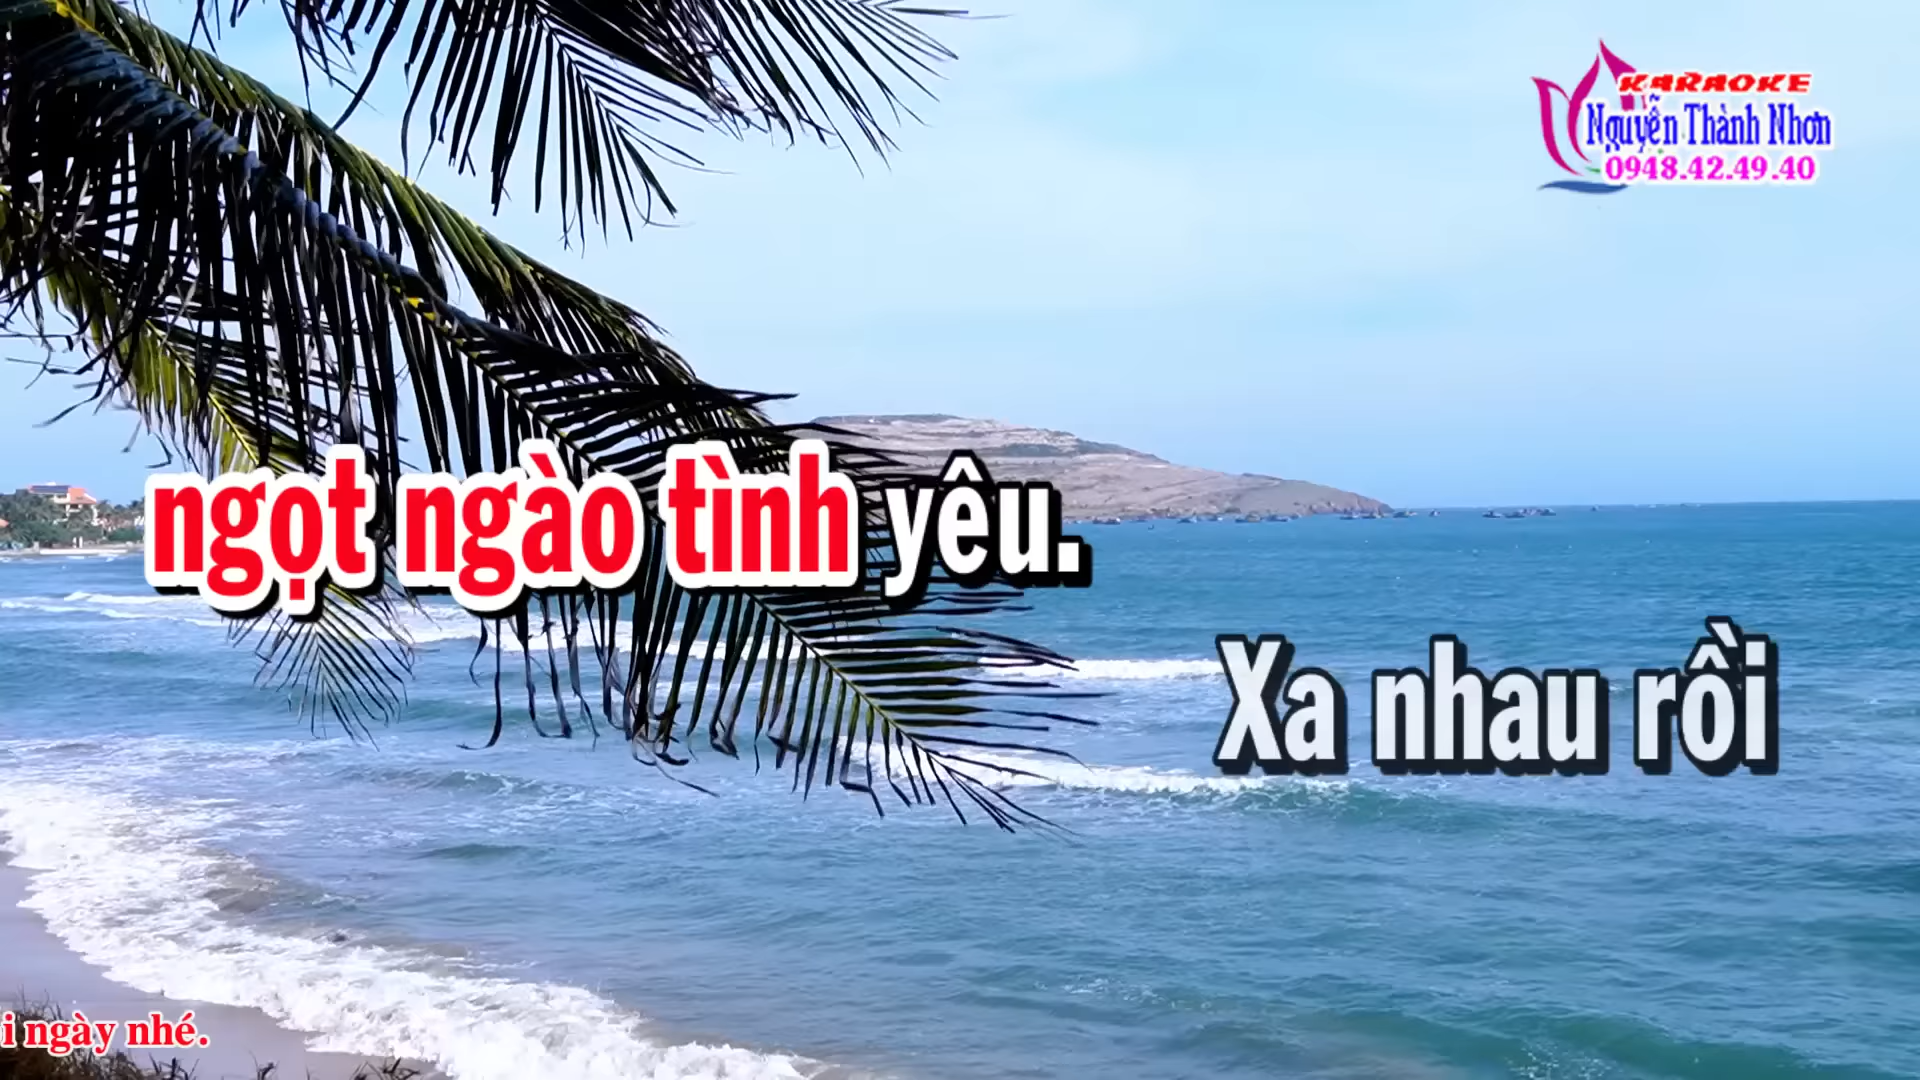 KARAOKE
Nguyễn Thành Nhơn
0948.42.49.40
ngọt ngào tình yêu.
Xa nhau rồi
i ngày nhé.